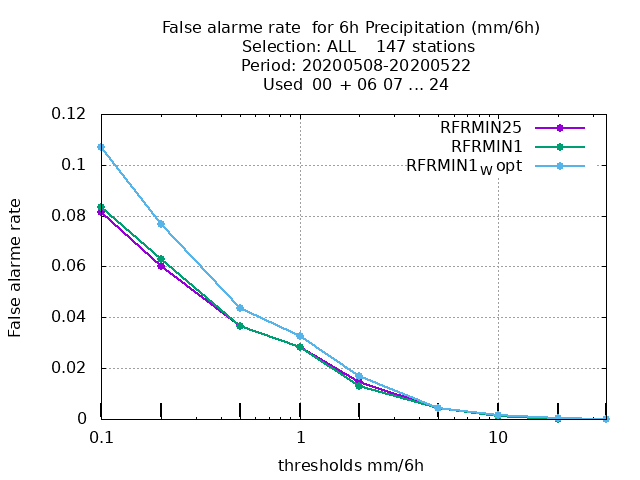 False alarme rate  for 6h Precipitation (mm/6h)
Selection: ALL    147 stations
Period: 20200508-20200522
Used  00  + 06 07 ... 24
RFRMIN25
RFRMIN1
RFRMIN1W opt
False alarme rate
0.12
0.1
0.08
0.06
0.04
0.02
0
0.1 1 10
thresholds mm/6h